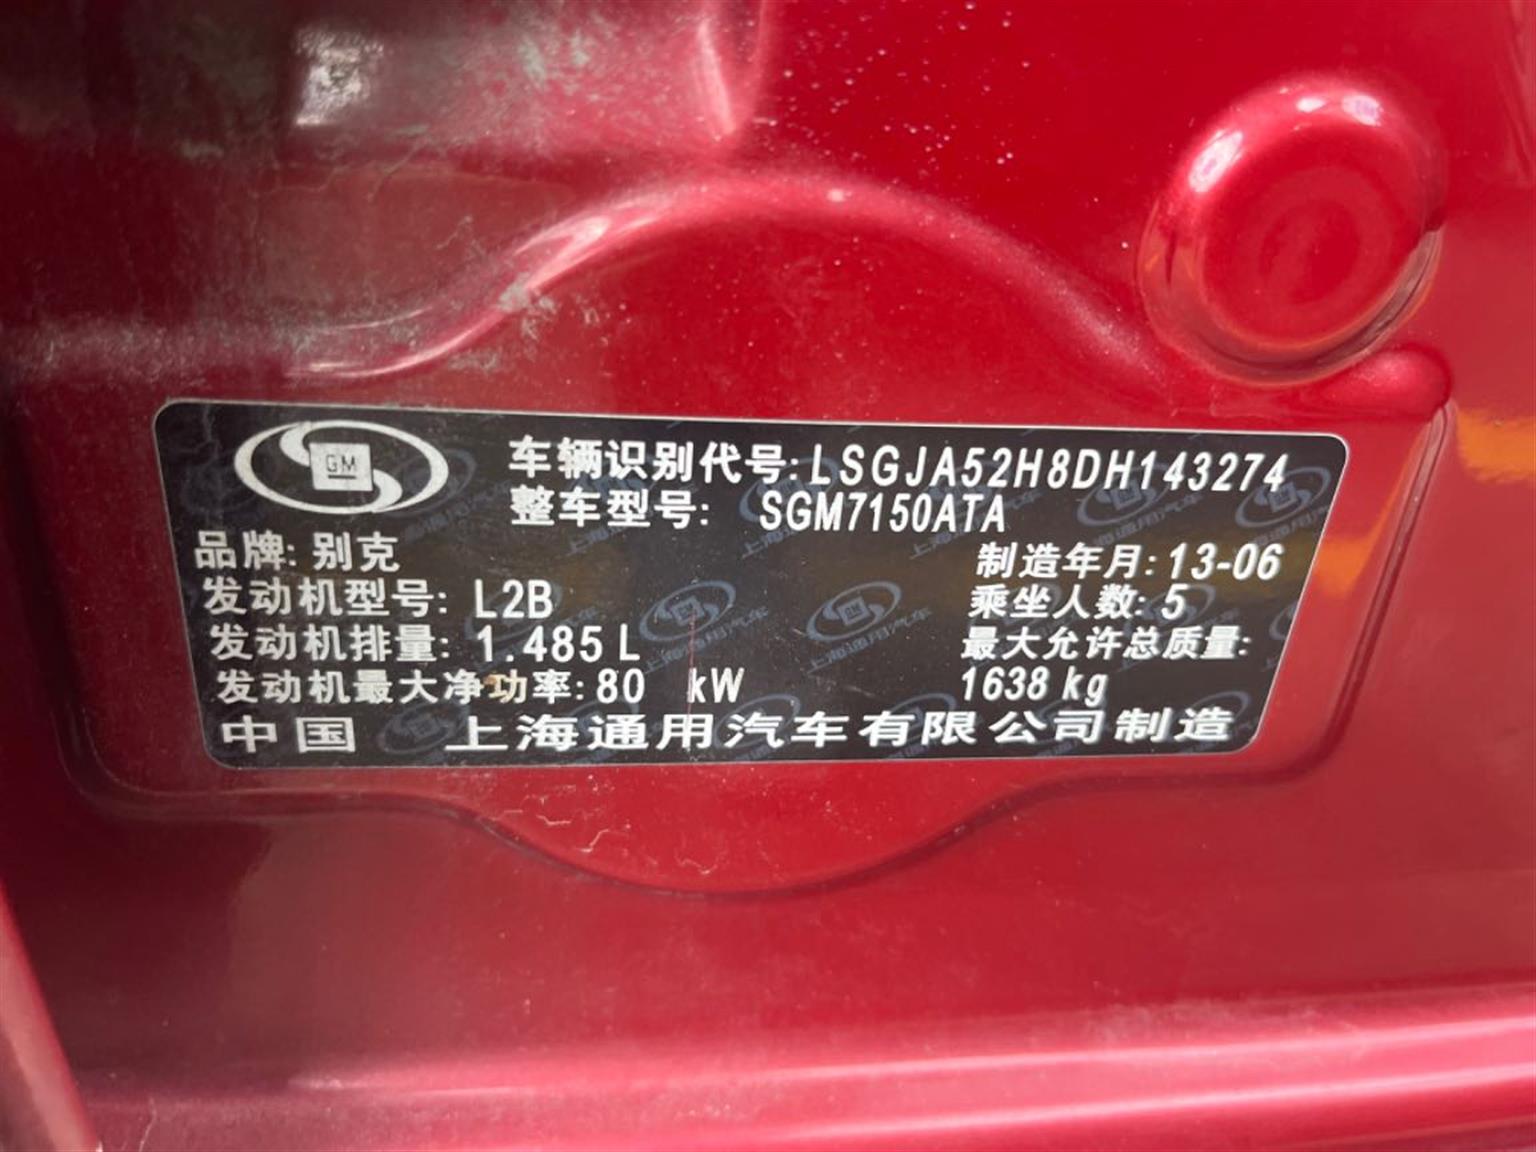 GM
车辆识别代号:LSGJA52H8DH143274
整车型号: SGM7150ATA
品牌: 别克
制造年月: 13-06
发动机型号: L2B
乘坐人数: 5
发动机排量: 1.485 L
最大允许总质量:
1638 kg
发动机最大净功率: 80 kW
中国 上海通用汽车有限公司制造